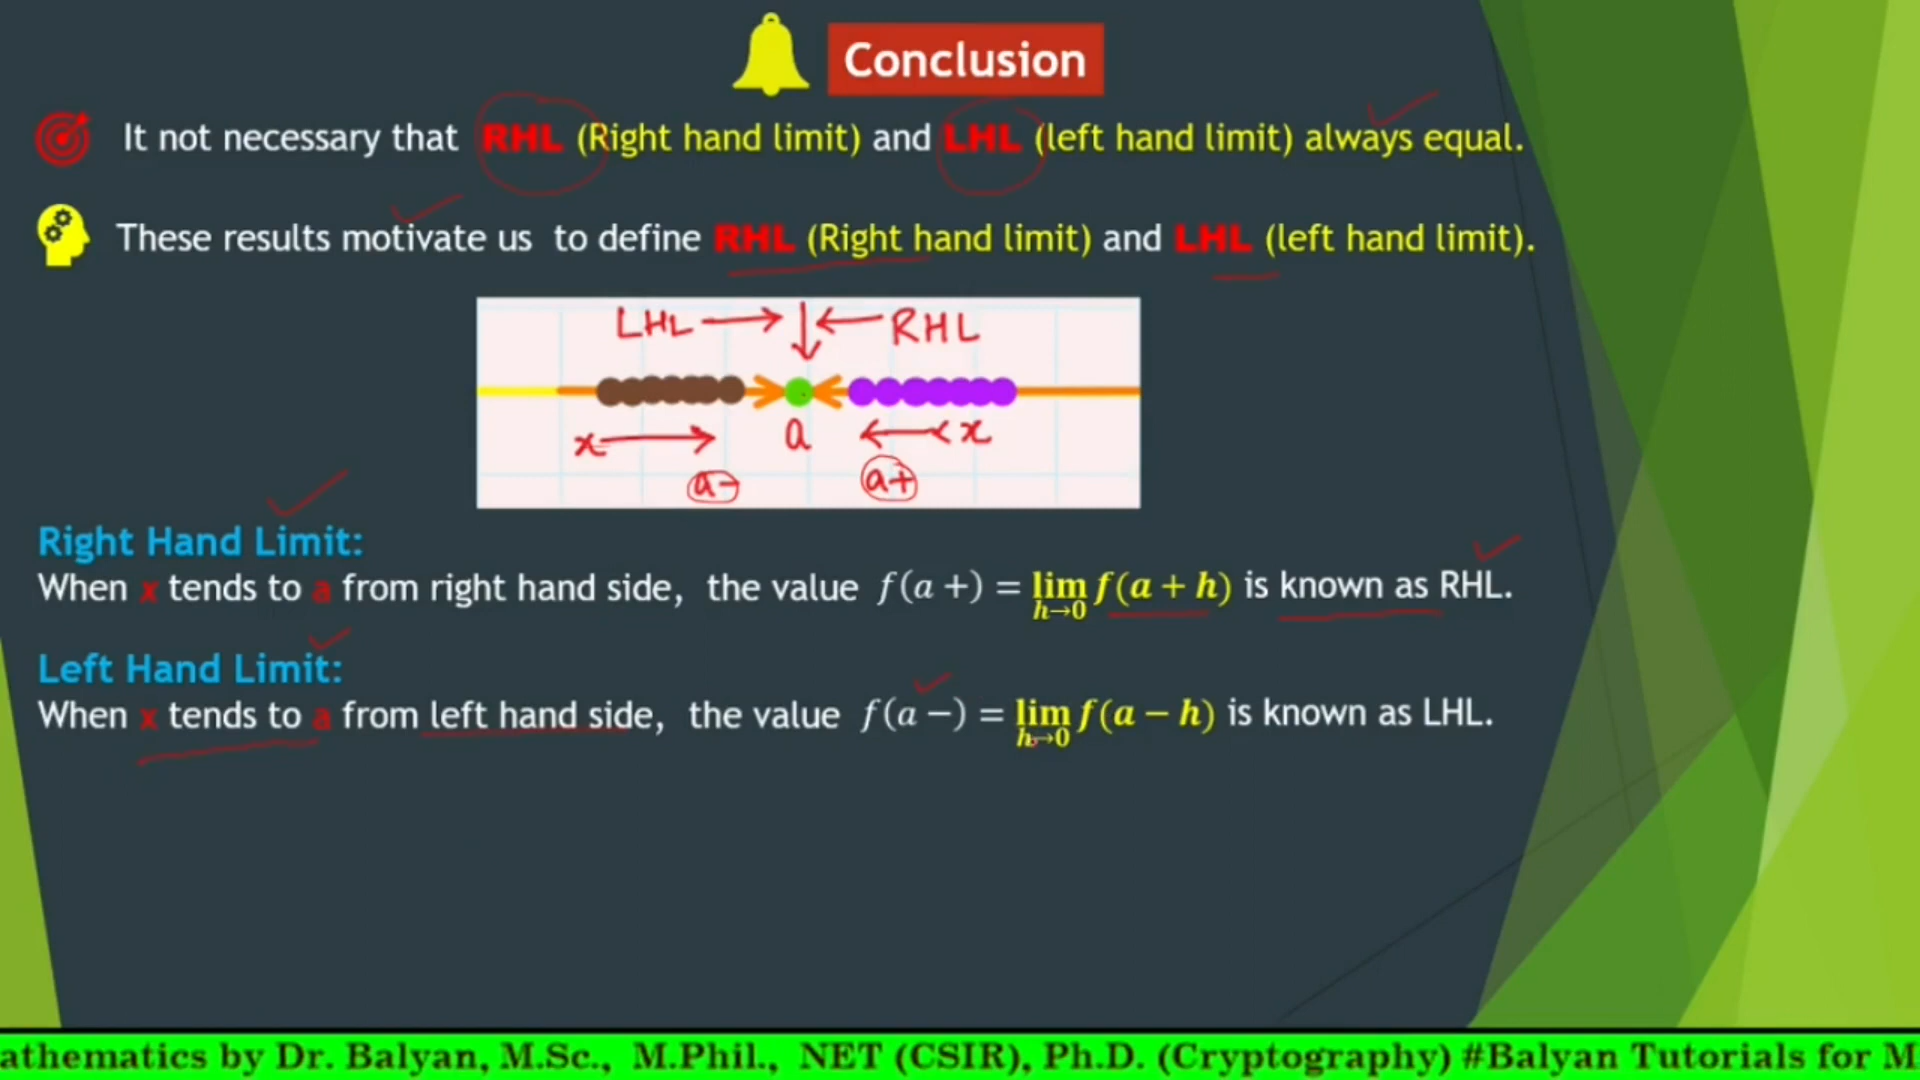 Conclusion
It not necessary that RHL (Right hand limit) and LHL (left hand limit) always equal.
These results motivate us to define RHL (Right hand limit) and LHL (left hand limit).
LHL → ↓ ← RHL
x → a ← x
a- a+
Right Hand Limit:
When x tends to a from right hand side, the value f(a +) = lim h→0 f(a + h) is known as RHL.
Left Hand Limit:
When x tends to a from left hand side, the value f(a −) = lim h→0 f(a − h) is known as LHL.
athematics by Dr. Balyan, M.Sc., M.Phil., NET (CSIR), Ph.D. (Cryptography) #Balyan Tutorials for M